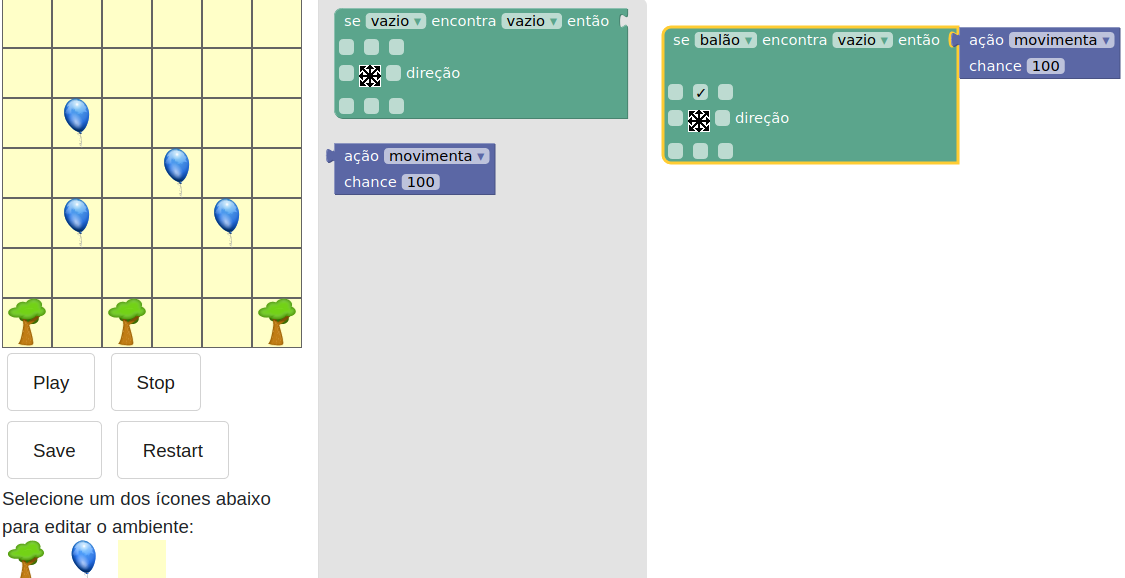 se vazio ▾ encontra vazio ▾ então
direção
ação movimenta ▾
chance 100
se balão ▾ encontra vazio ▾ então
✓
direção
ação movimenta ▾
chance 100
Play
Stop
Save
Restart
Selecione um dos ícones abaixo
para editar o ambiente: